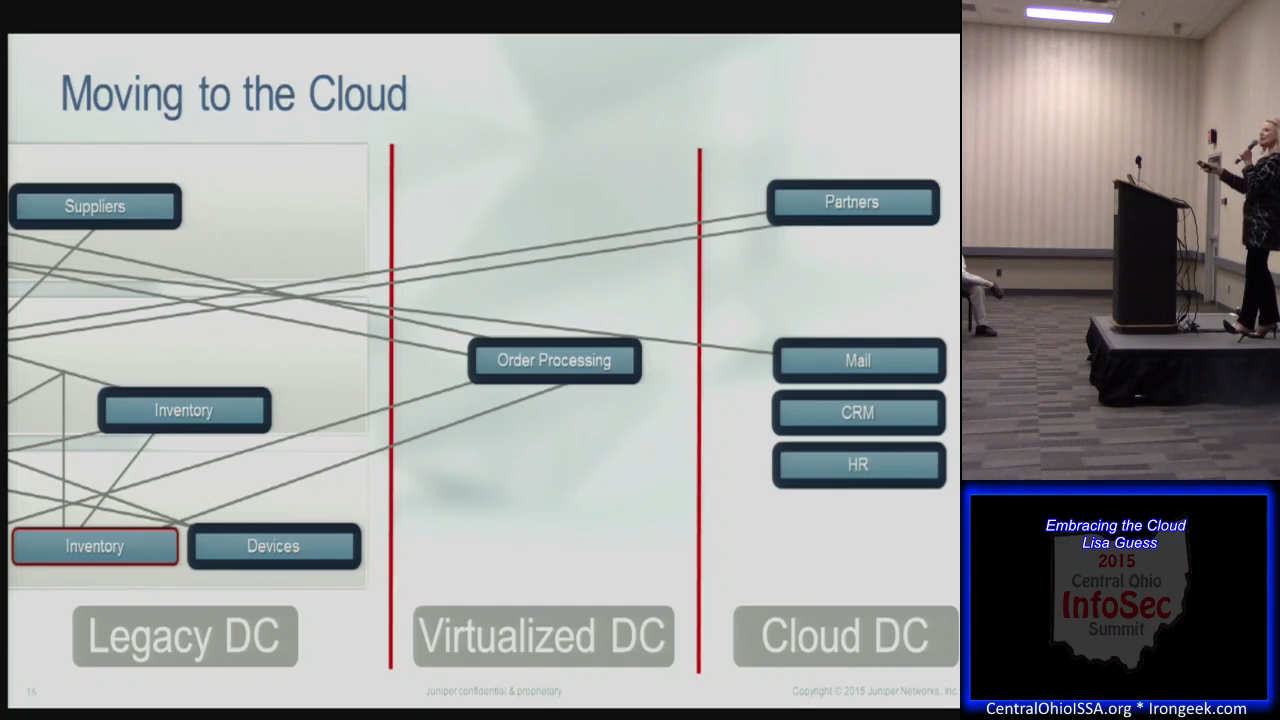 Moving to the Cloud
Suppliers
Partners
Order Processing
Mail
Inventory
CRM
HR
Inventory
Devices
Legacy DC
Virtualized DC
Cloud DC
15
Juniper confidential & proprietary
Copyright © 2015 Juniper Networks, Inc.
Embracing the Cloud
Lisa Guess
2015
Central Ohio
InfoSec
Summit
CentralOhioISSA.org * Irongeek.com